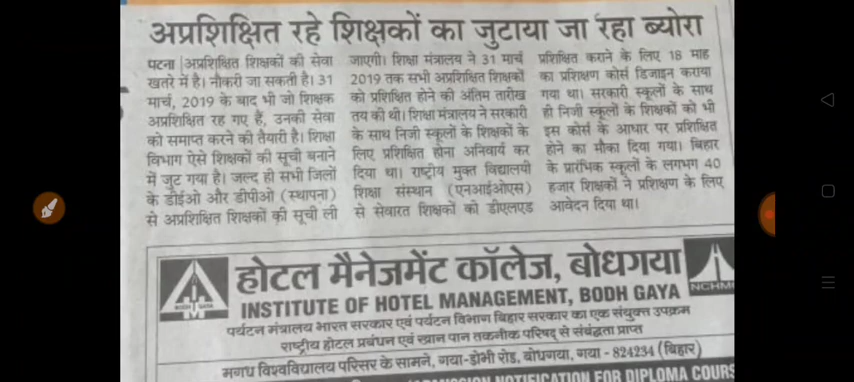 अप्रशिक्षित रहे शिक्षकों का जुटाया जा रहा ब्योरा
पटना |अप्रशिक्षित शिक्षकों की सेवा
खतरे में है। नौकरी जा सकती है। 31
मार्च, 2019 के बाद भी जो शिक्षक
अप्रशिक्षित रह गए हैं, उनकी सेवा
को समाप्त करने की तैयारी है। शिक्षा
विभाग ऐसे शिक्षकों की सूची बनाने
में जुट गया है। जल्द ही सभी जिलों
के डीईओ और डीपीओ (स्थापना)
से अप्रशिक्षित शिक्षकों की सूची ली
जाएगी। शिक्षा मंत्रालय ने 31 मार्च
2019 तक सभी अप्रशिक्षित शिक्षकों
को प्रशिक्षित होने की अंतिम तारीख
तय की थी। शिक्षा मंत्रालय ने सरकारी
के साथ निजी स्कूलों के शिक्षकों के
लिए प्रशिक्षित होना अनिवार्य कर
दिया था। राष्ट्रीय मुक्त विद्यालयी
शिक्षा संस्थान (एनआईओएस)
से सेवारत शिक्षकों को डीएलएड
प्रशिक्षित कराने के लिए 18 माह
का प्रशिक्षण कोर्स डिजाइन कराया
गया था। सरकारी स्कूलों के साथ
ही निजी स्कूलों के शिक्षकों को भी
इस कोर्स के आधार पर प्रशिक्षित
होने का मौका दिया गया। बिहार
के प्रारंभिक स्कूलों के लगभग 40
हजार शिक्षकों ने प्रशिक्षण के लिए
आवेदन दिया था।
होटल मैनेजमेंट कॉलेज, बोधगया
BODH GAYA
INSTITUTE OF HOTEL MANAGEMENT, BODH GAYA
NCHM
पर्यटन मंत्रालय भारत सरकार एवं पर्यटन विभाग बिहार सरकार का एक संयुक्त उपक्रम
राष्ट्रीय होटल प्रबंधन एवं खान पान तकनीक परिषद् से संबंद्धता प्राप्त
मगध विश्वविद्यालय परिसर के सामने, गया-डोभी रोड, बोधगया, गया - 824234 (बिहार)
NOTIFICATION FOR DIPLOMA COURS